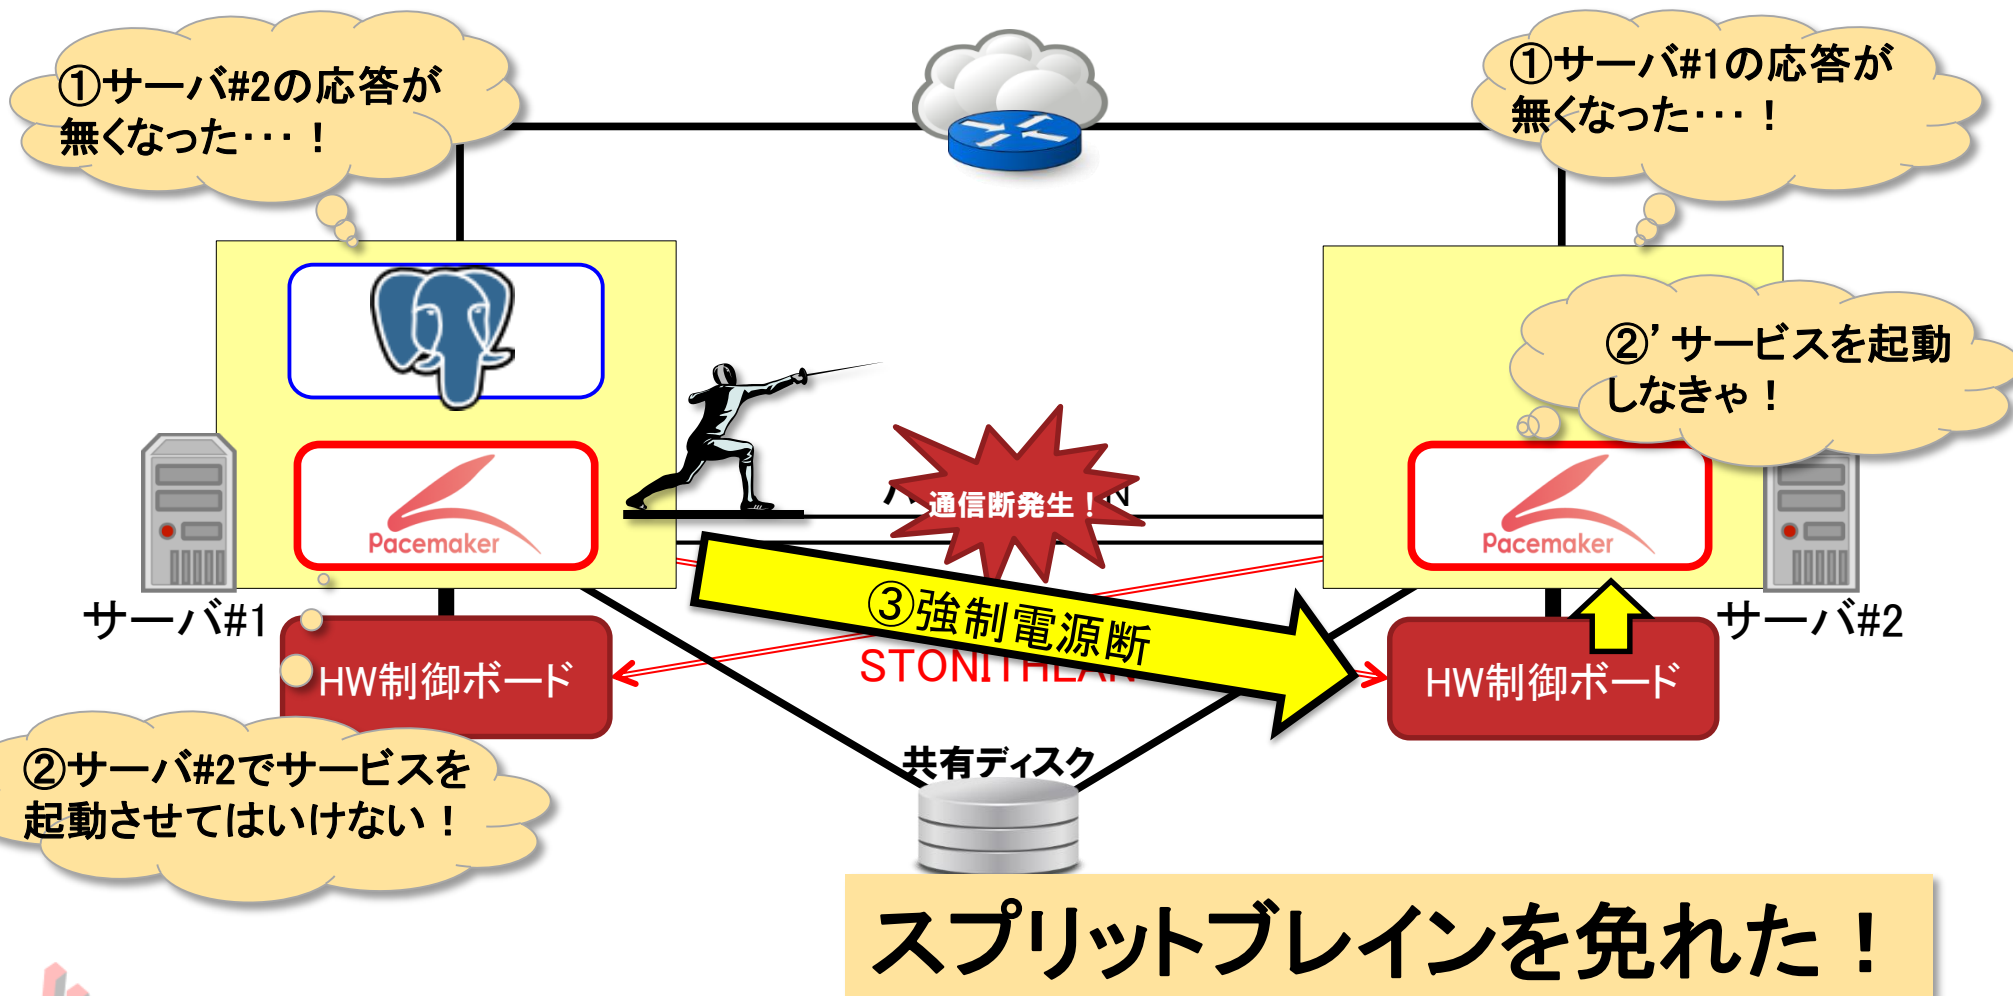 ①サーバ#2の応答が
無くなった･･･！
①サーバ#1の応答が
無くなった･･･！
②’サービスを起動
しなきゃ！
通信断発生！
Pacemaker
Pacemaker
サーバ#1
サーバ#2
③強制電源断
HW制御ボード
HW制御ボード
共有ディスク
②サーバ#2でサービスを
起動させてはいけない！
スプリットブレインを免れた！